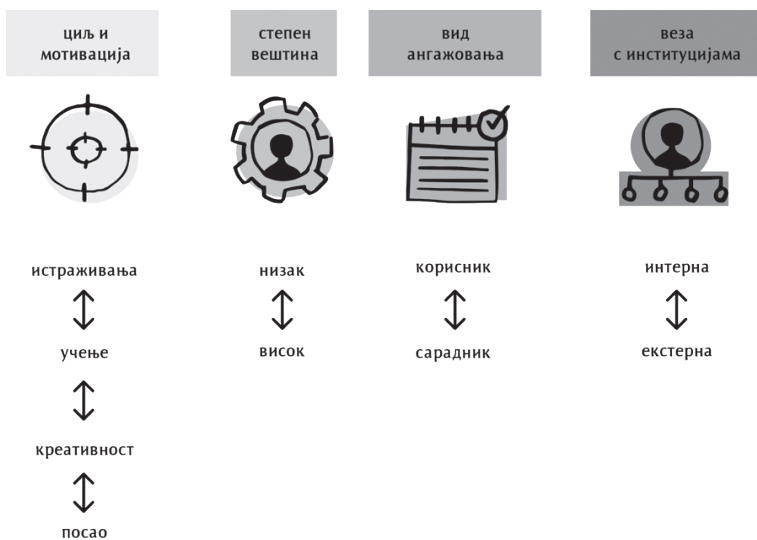 циљ и
мотивација
степен
вештина
вид
ангажовања
веза
с институцијама
истраживања
учење
креативност
посао
низак
висок
корисник
сарадник
интерна
екстерна